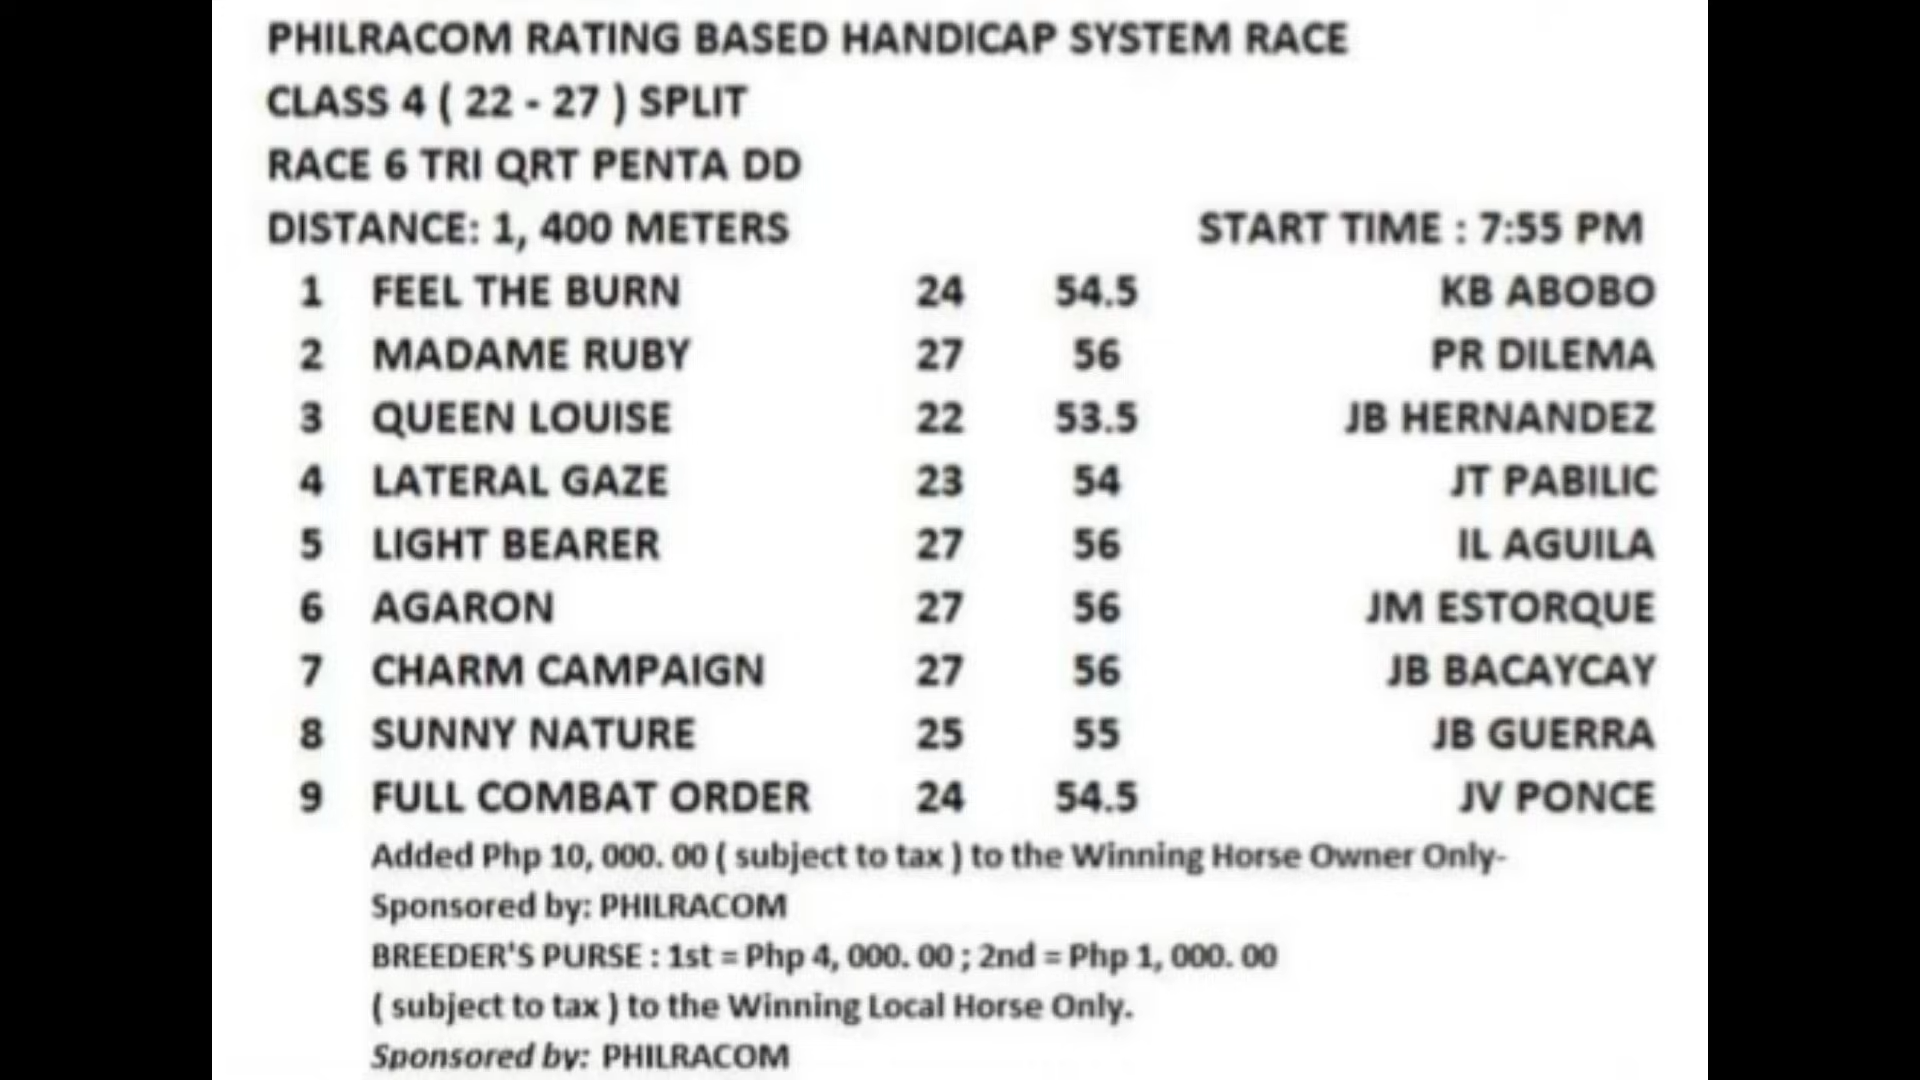 PHILRACOM RATING BASED HANDICAP SYSTEM RACE
CLASS 4 ( 22 - 27 ) SPLIT
RACE 6 TRI QRT PENTA DD
DISTANCE: 1, 400 METERS START TIME : 7:55 PM
1 FEEL THE BURN 24 54.5 KB ABOBO
2 MADAME RUBY 27 56 PR DILEMA
3 QUEEN LOUISE 22 53.5 JB HERNANDEZ
4 LATERAL GAZE 23 54 JT PABILIC
5 LIGHT BEARER 27 56 IL AGUILA
6 AGARON 27 56 JM ESTORQUE
7 CHARM CAMPAIGN 27 56 JB BACAYCAY
8 SUNNY NATURE 25 55 JB GUERRA
9 FULL COMBAT ORDER 24 54.5 JV PONCE
Added Php 10, 000. 00 ( subject to tax ) to the Winning Horse Owner Only-
Sponsored by: PHILRACOM
BREEDER'S PURSE : 1st = Php 4, 000. 00 ; 2nd = Php 1, 000. 00
( subject to tax ) to the Winning Local Horse Only.
Sponsored by: PHILRACOM